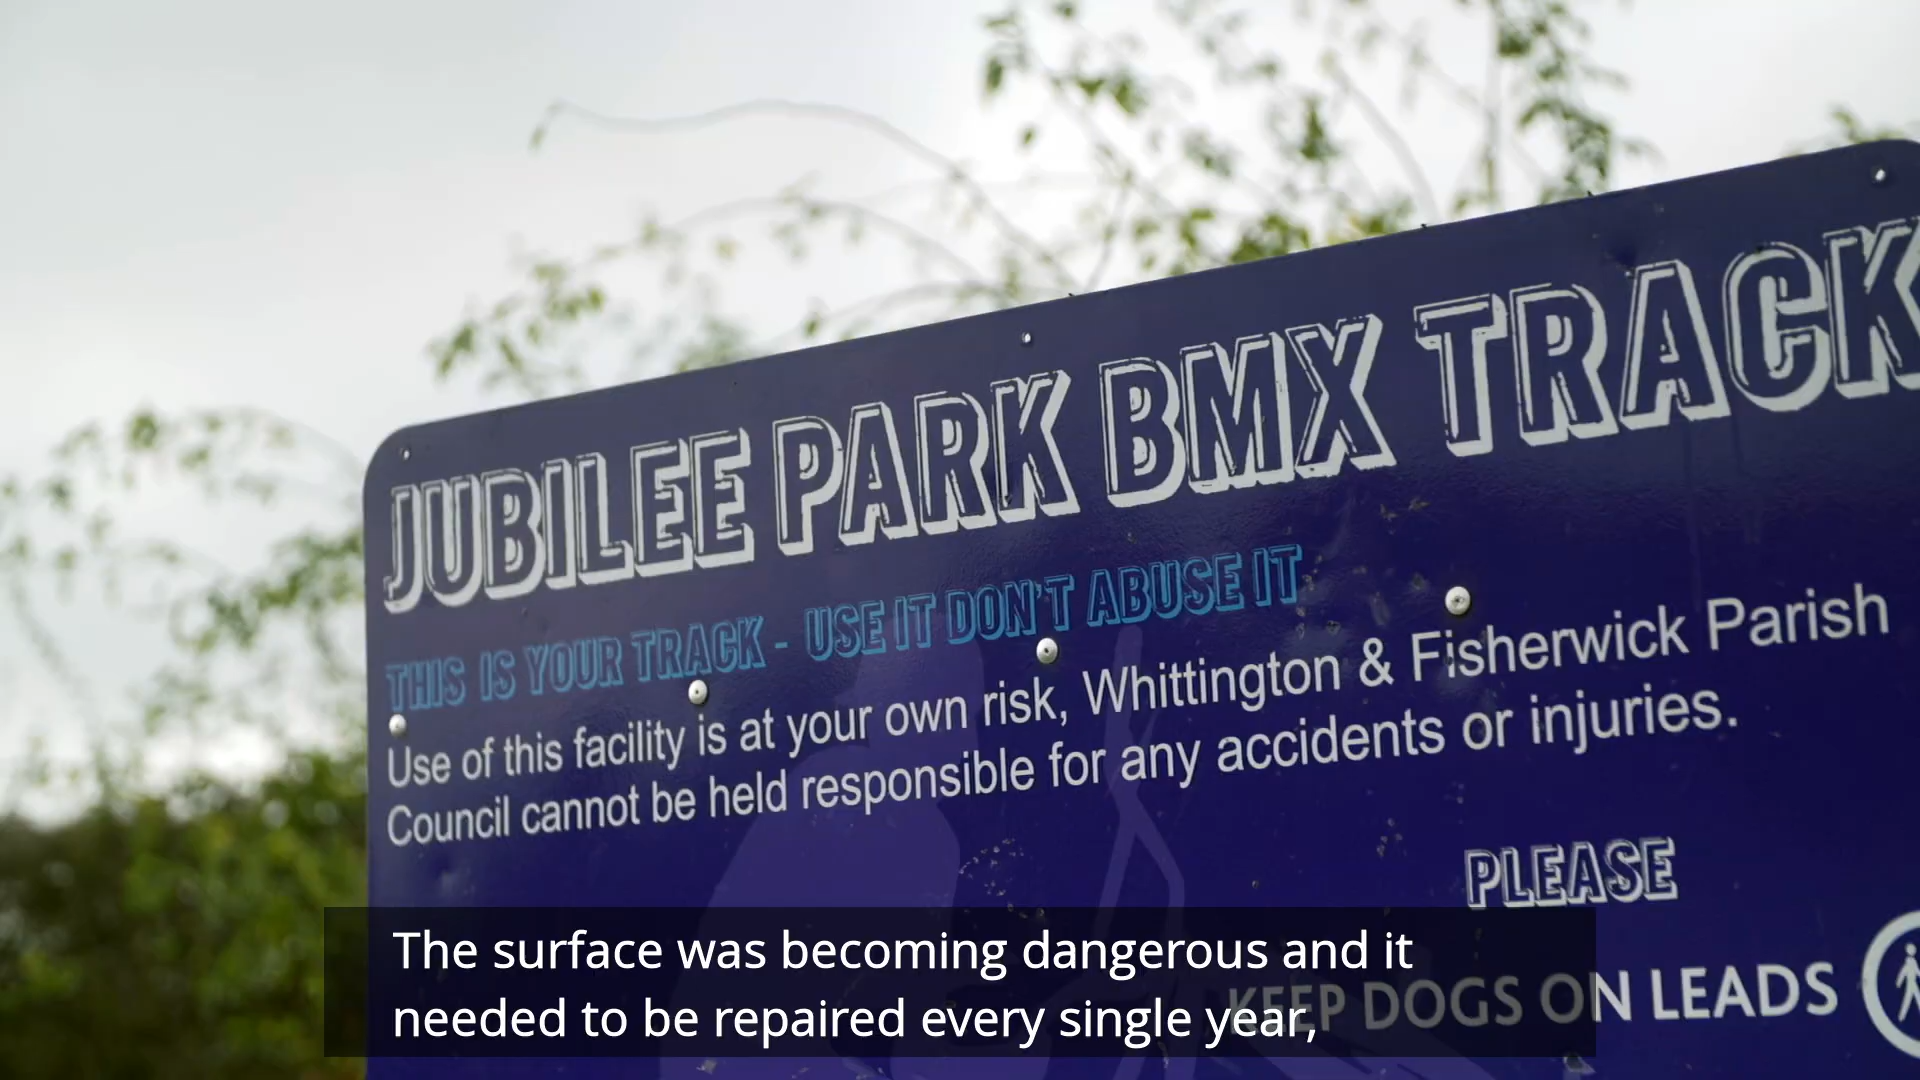 JUBILEE PARK BMX TRACK
THIS IS YOUR TRACK - USE IT DON'T ABUSE IT
Use of this facility is at your own risk, Whittington & Fisherwick Parish
Council cannot be held responsible for any accidents or injuries.
PLEASE
KEEP DOGS ON LEADS
The surface was becoming dangerous and it
needed to be repaired every single year,